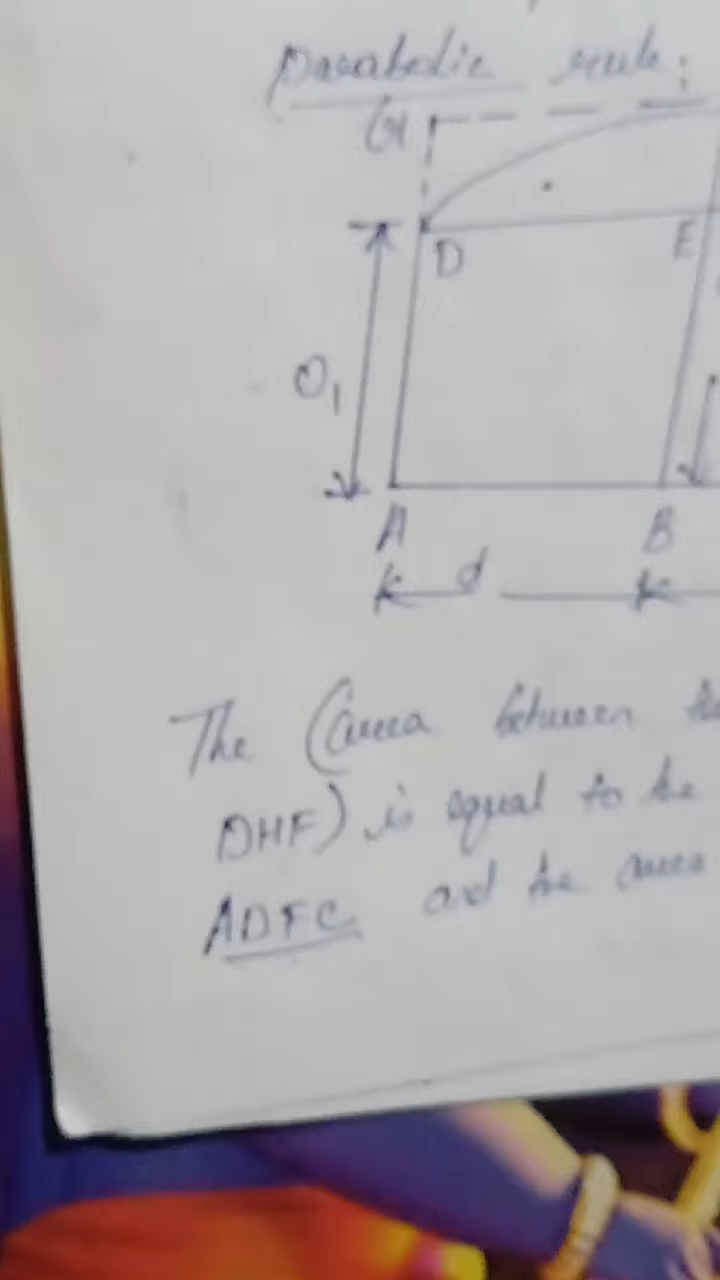 Parabolic rule:
G
D E
O1
A B
d
The (area between the
DHF) is equal to the
ADFC and the area